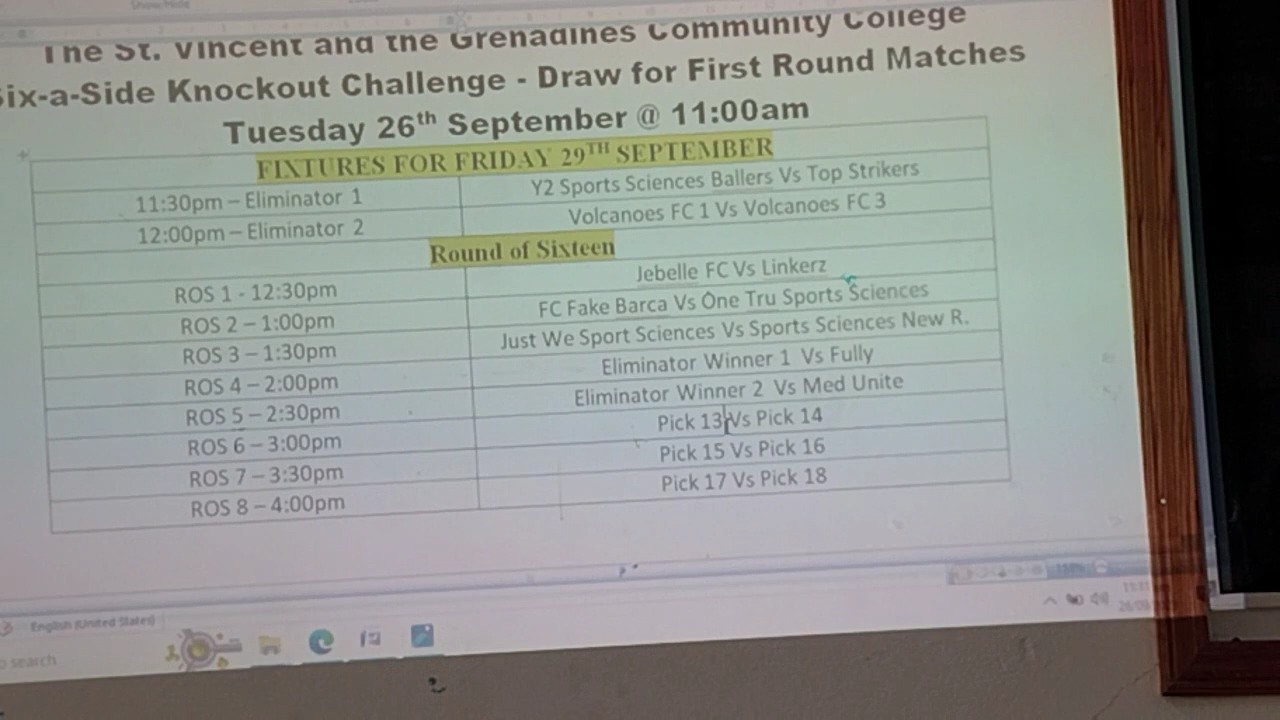 The St. Vincent and the Grenadines Community College
Six-a-Side Knockout Challenge - Draw for First Round Matches
Tuesday 26th September @ 11:00am
FIXTURES FOR FRIDAY 29TH SEPTEMBER
11:30pm – Eliminator 1 Y2 Sports Sciences Ballers Vs Top Strikers
12:00pm – Eliminator 2 Volcanoes FC 1 Vs Volcanoes FC 3
Round of Sixteen
ROS 1 - 12:30pm Jebelle FC Vs Linkerz
ROS 2 – 1:00pm FC Fake Barca Vs One Tru Sports Sciences
ROS 3 – 1:30pm Just We Sport Sciences Vs Sports Sciences New R.
ROS 4 – 2:00pm Eliminator Winner 1 Vs Fully
ROS 5 – 2:30pm Eliminator Winner 2 Vs Med Unite
ROS 6 – 3:00pm Pick 13 Vs Pick 14
ROS 7 – 3:30pm Pick 15 Vs Pick 16
ROS 8 – 4:00pm Pick 17 Vs Pick 18
English (United States)
search